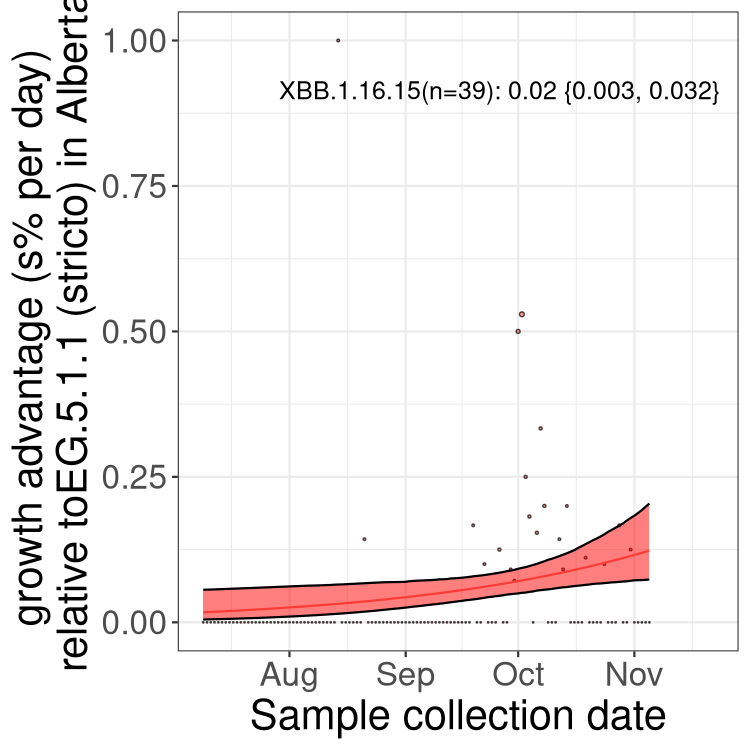 growth advantage (s% per day)
relative toEG.5.1.1 (stricto) in Alberta
1.00
XBB.1.16.15(n=39): 0.02 {0.003, 0.032}
0.75
0.50
0.25
0.00
Aug Sep Oct Nov
Sample collection date